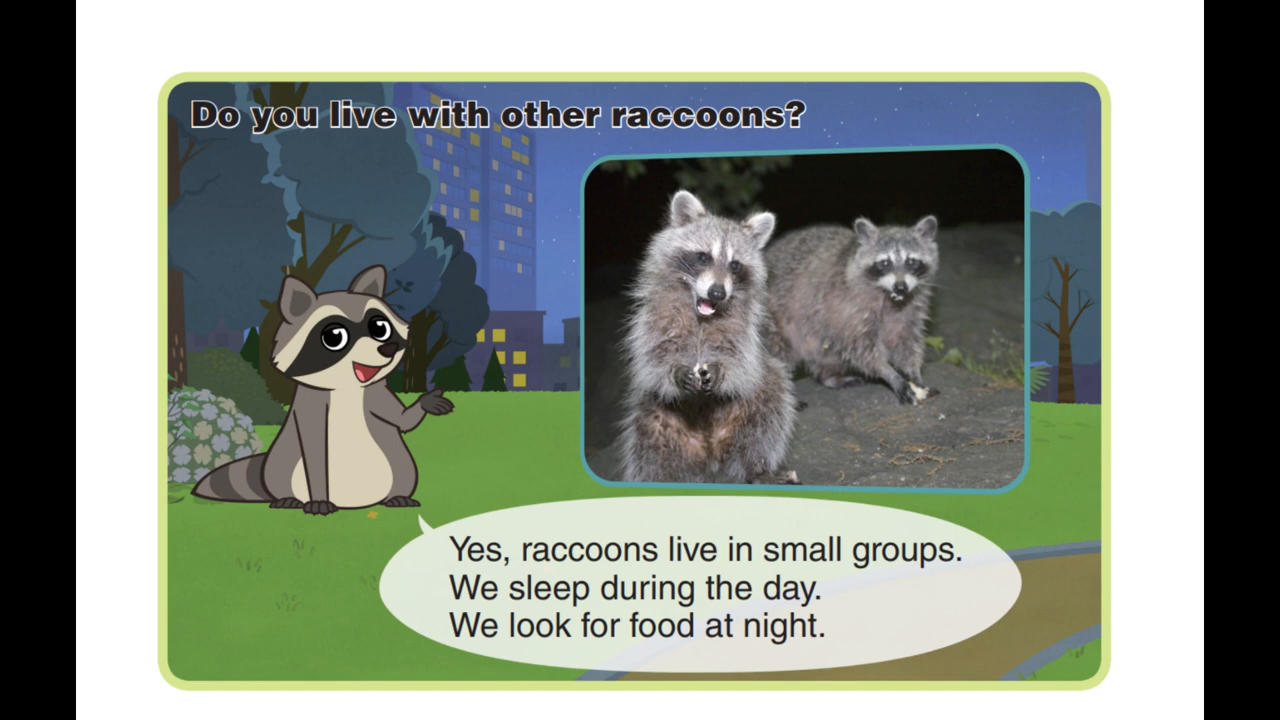 Do you live with other raccoons?
Yes, raccoons live in small groups.
We sleep during the day.
We look for food at night.